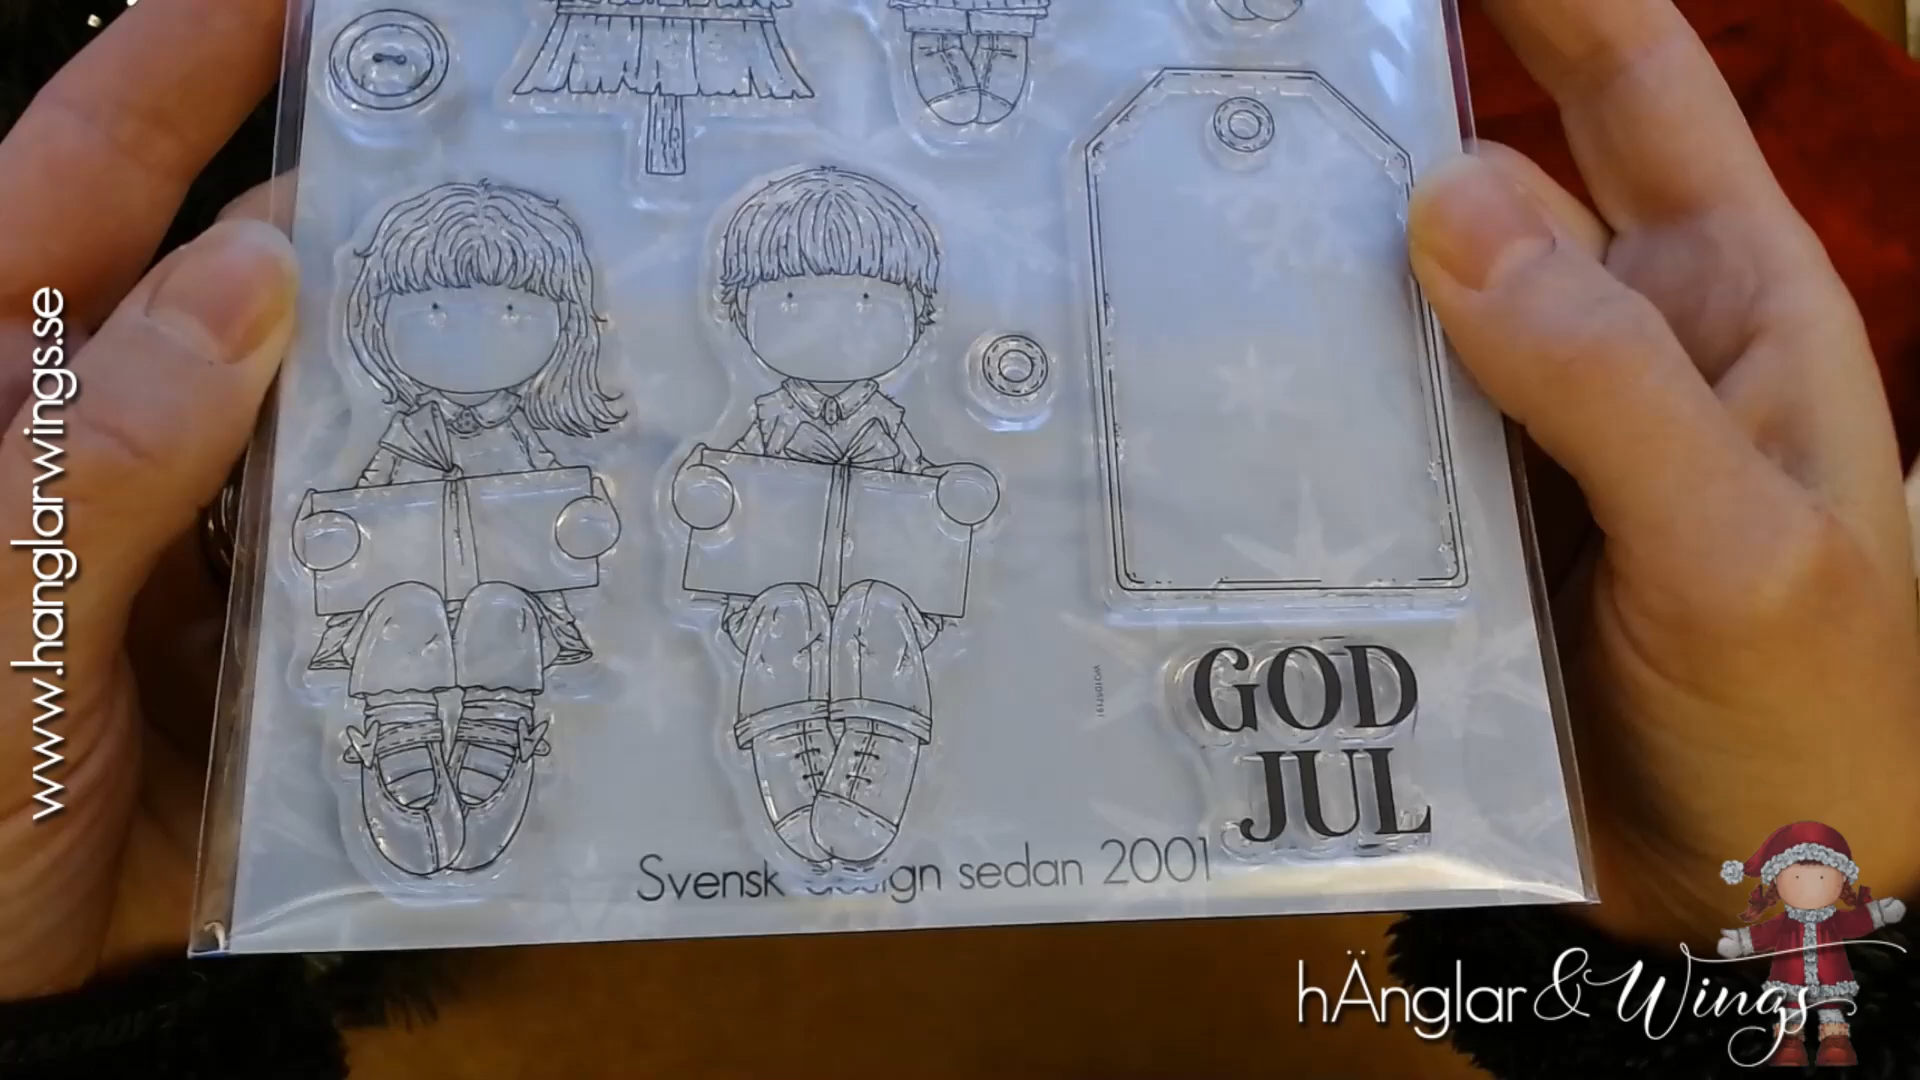 www.hanglarwings.se
GOD
JUL
Svensk design sedan 2001
hÄnglar & Wings